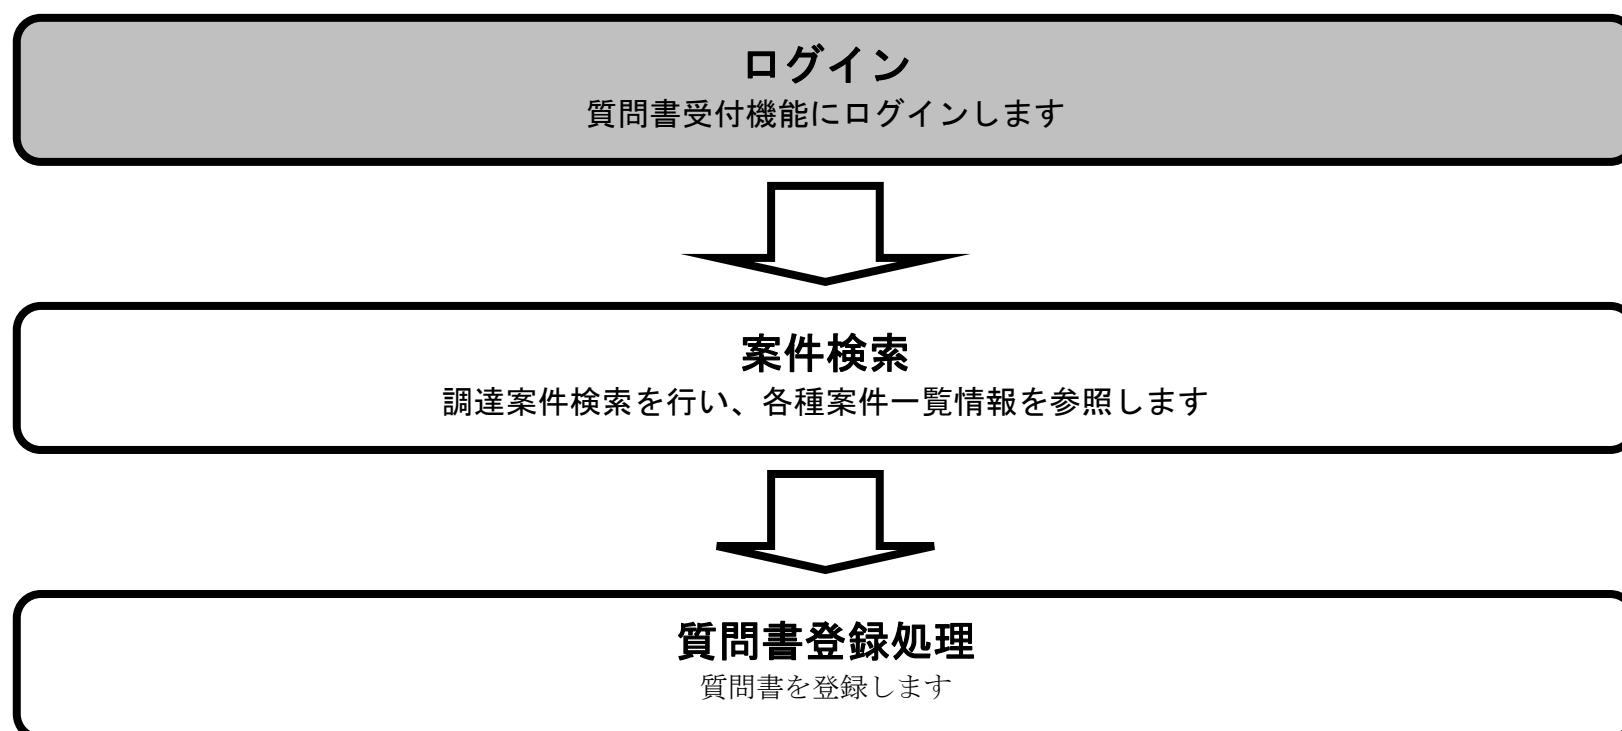 ログイン
質問書受付機能にログインします
案件検索
調達案件検索を行い、各種案件一覧情報を参照します
質問書登録処理
質問書を登録します